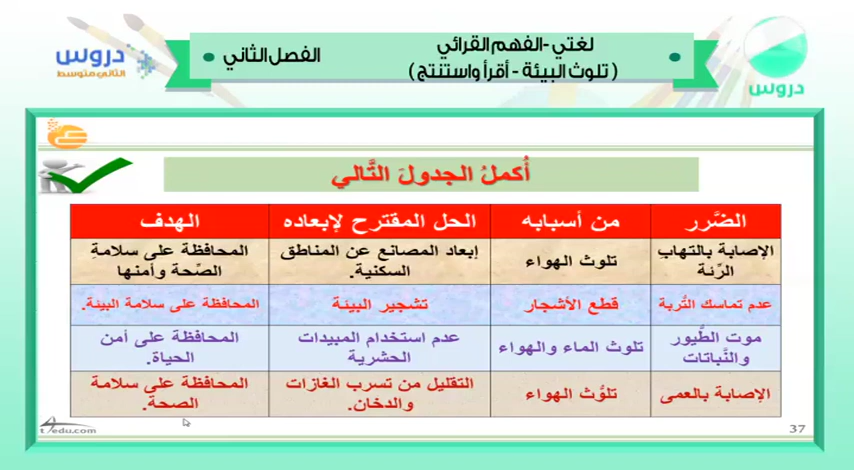 لغتي -الفهم القرائي
(تلوث البيئة - أقرأ واستنتج)
الفصل الثاني
دروس
الثاني متوسط
دروس
أُكملُ الجدولَ التَّالي
الضَّرر من أسبابه الحل المقترح لإبعاده الهدف
الإصابة بالتهاب الرِّئة تلوث الهواء إبعاد المصانع عن المناطق السكنية. المحافظة على سلامةِ الصِّحة وأمنها
عدم تماسك التُّربة قطع الأشجار تشجير البيئة المحافظة على سلامة البيئة.
موت الطُّيور والنَّباتات تلوث الماء والهواء عدم استخدام المبيدات الحشرية المحافظة على أمن الحياة.
الإصابة بالعمى تلوُّث الهواء التقليل من تسرب الغازات والدخان. المحافظة على سلامة الصحة.
37
t4edu.com